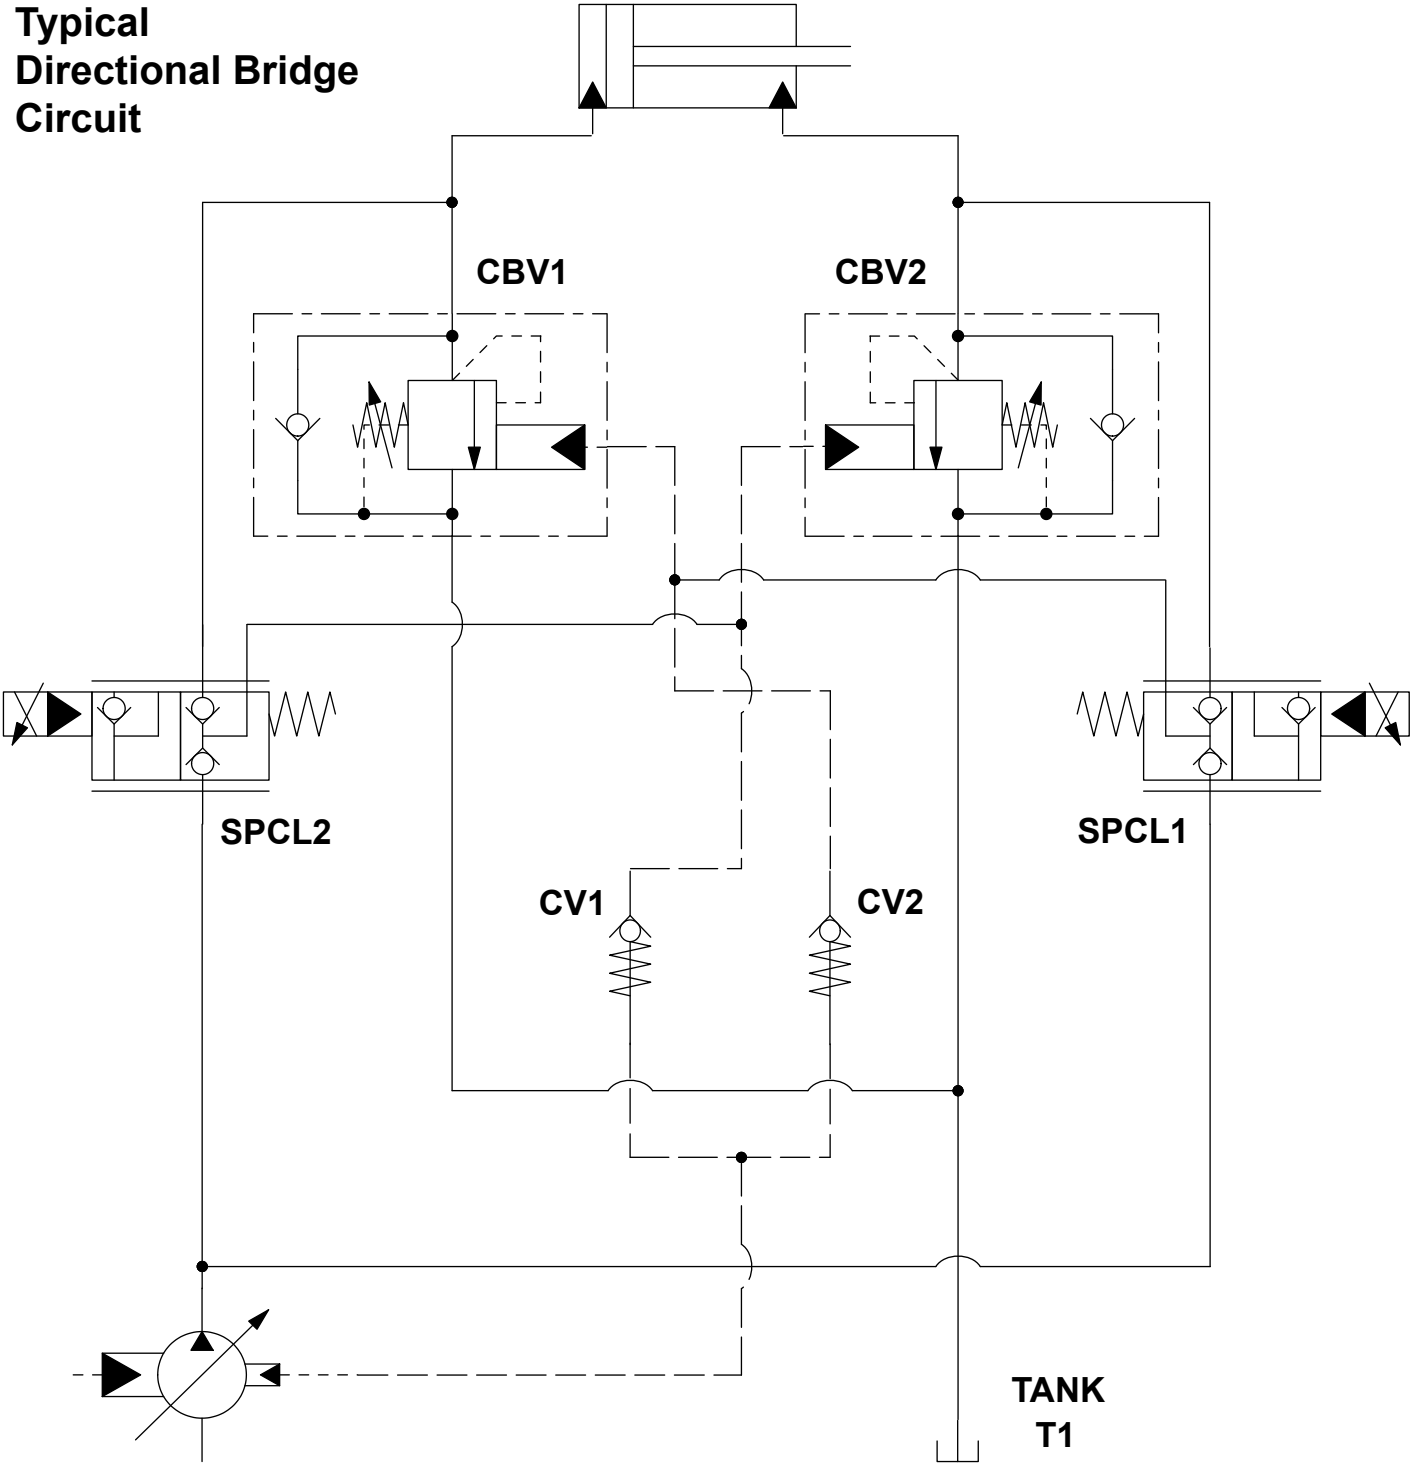 Typical
Directional Bridge
Circuit
CBV1
CBV2
SPCL2
SPCL1
CV1
CV2
TANK
T1